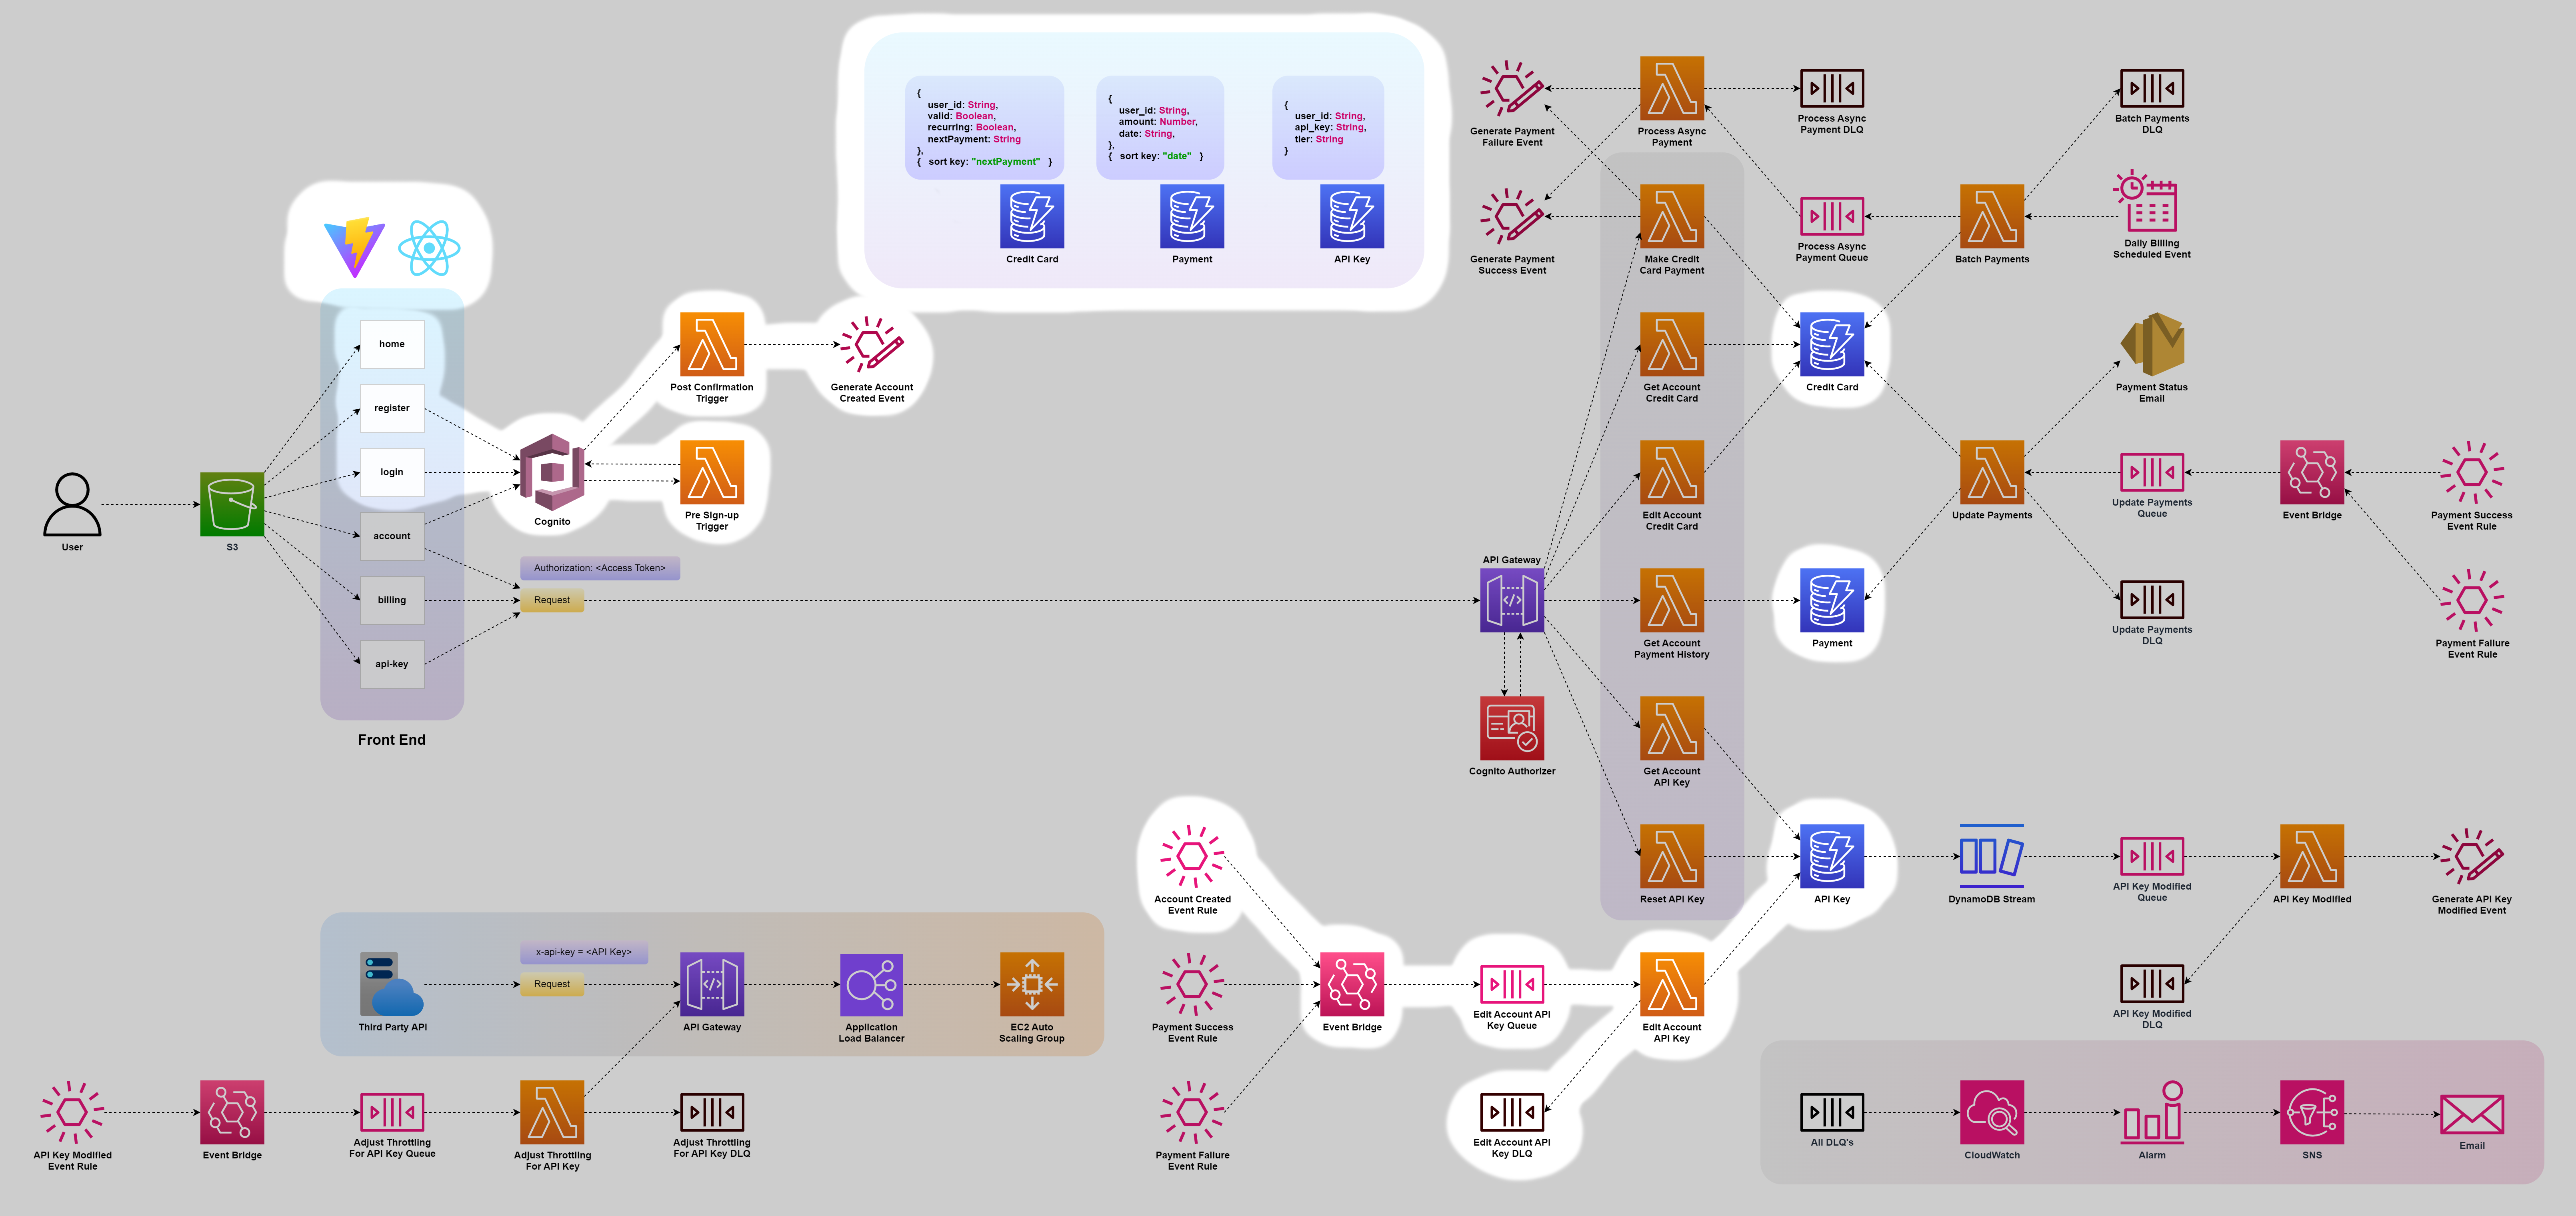 {
user_id: String,
valid: Boolean,
recurring: Boolean,
nextPayment: String
},
{ sort key: "nextPayment" }
{
user_id: String,
amount: Number,
date: String,
},
{ sort key: "date" }
{
user_id: String,
api_key: String,
tier: String
}
Credit Card
Payment
API Key
Generate Payment
Failure Event
Process Async
Payment
Process Async
Payment DLQ
Batch Payments
DLQ
Generate Payment
Success Event
Make Credit
Card Payment
Process Async
Payment Queue
Batch Payments
Daily Billing
Scheduled Event
home
register
login
account
billing
api-key
Front End
User
S3
Cognito
Post Confirmation
Trigger
Generate Account
Created Event
Pre Sign-up
Trigger
Authorization: <Access Token>
Request
API Gateway
Cognito Authorizer
Get Account
Credit Card
Edit Account
Credit Card
Get Account
Payment History
Get Account
API Key
Reset API Key
Credit Card
Payment
API Key
Payment Status
Email
Update Payments
Update Payments
Queue
Event Bridge
Payment Success
Event Rule
Update Payments
DLQ
Payment Failure
Event Rule
DynamoDB Stream
API Key Modified
Queue
API Key Modified
Generate API Key
Modified Event
API Key Modified
DLQ
Account Created
Event Rule
Payment Success
Event Rule
Payment Failure
Event Rule
Event Bridge
Edit Account API
Key Queue
Edit Account
API Key
Edit Account API
Key DLQ
Third Party API
x-api-key = <API Key>
Request
API Gateway
Application
Load Balancer
EC2 Auto
Scaling Group
API Key Modified
Event Rule
Event Bridge
Adjust Throttling
For API Key Queue
Adjust Throttling
For API Key
Adjust Throttling
For API Key DLQ
All DLQ's
CloudWatch
Alarm
SNS
Email